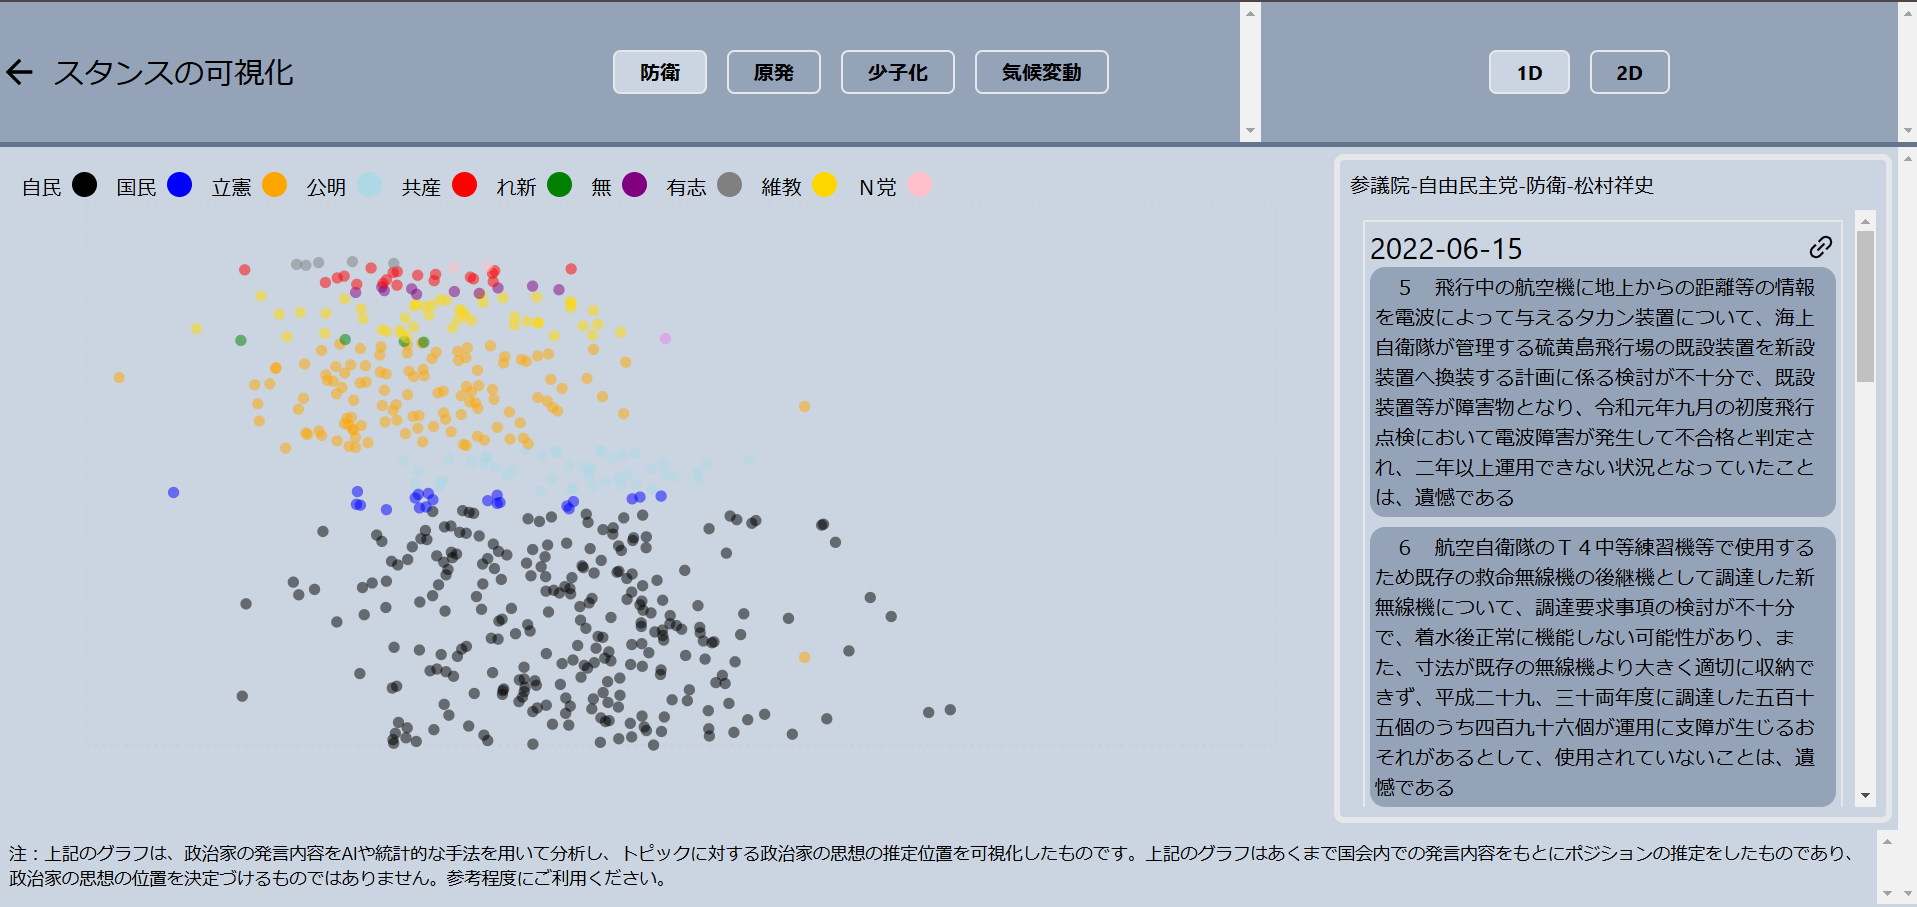 スタンスの可視化
防衛
原発
少子化
気候変動
1D
2D
自民
国民
立憲
公明
共産
れ新
無
有志
維教
N党
参議院-自由民主党-防衛-松村祥史
2022-06-15
５　飛行中の航空機に地上からの距離等の情報
を電波によって与えるタカン装置について、海上
自衛隊が管理する硫黄島飛行場の既設装置を新設
装置へ換装する計画に係る検討が不十分で、既設
装置等が障害物となり、令和元年九月の初度飛行
点検において電波障害が発生して不合格と判定さ
れ、二年以上運用できない状況となっていたこと
は、遺憾である
６　航空自衛隊のＴ４中等練習機等で使用する
ため既存の救命無線機の後継機として調達した新
無線機について、調達要求事項の検討が不十分
で、着水後正常に機能しない可能性があり、ま
た、寸法が既存の無線機より大きく適切に収納で
きず、平成二十九、三十両年度に調達した五百十
五個のうち四百九十六個が運用に支障が生じるお
それがあるとして、使用されていないことは、遺
憾である
注：上記のグラフは、政治家の発言内容をAIや統計的な手法を用いて分析し、トピックに対する政治家の思想の推定位置を可視化したものです。上記のグラフはあくまで国会内での発言内容をもとにポジションの推定をしたものであり、
政治家の思想の位置を決定づけるものではありません。参考程度にご利用ください。